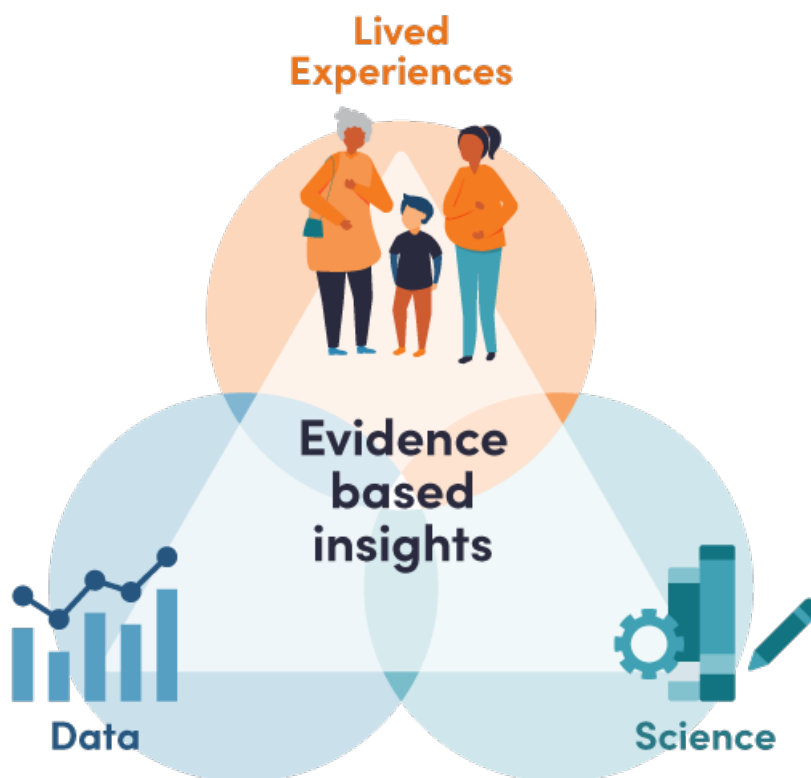 Lived
Experiences
Evidence
based
insights
Data
Science